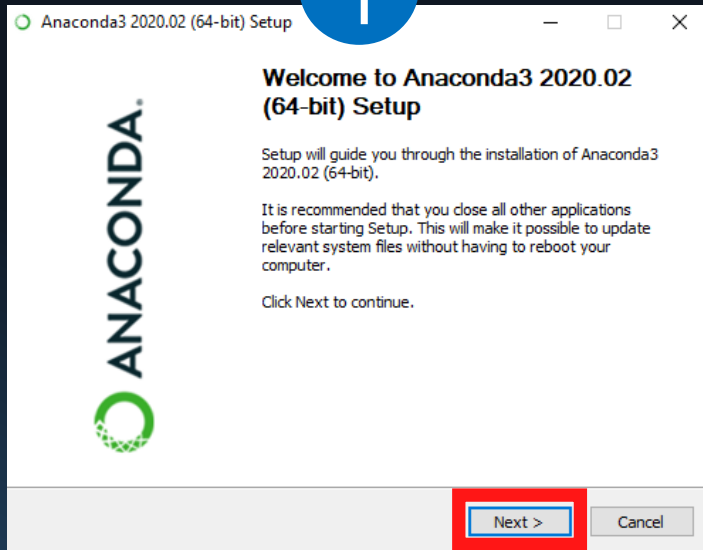 1
Anaconda3 2020.02 (64-bit) Setup
Welcome to Anaconda3 2020.02
(64-bit) Setup
Setup will guide you through the installation of Anaconda3
2020.02 (64-bit).
It is recommended that you close all other applications
before starting Setup. This will make it possible to update
relevant system files without having to reboot your
computer.
Click Next to continue.
ANACONDA.
Next >
Cancel